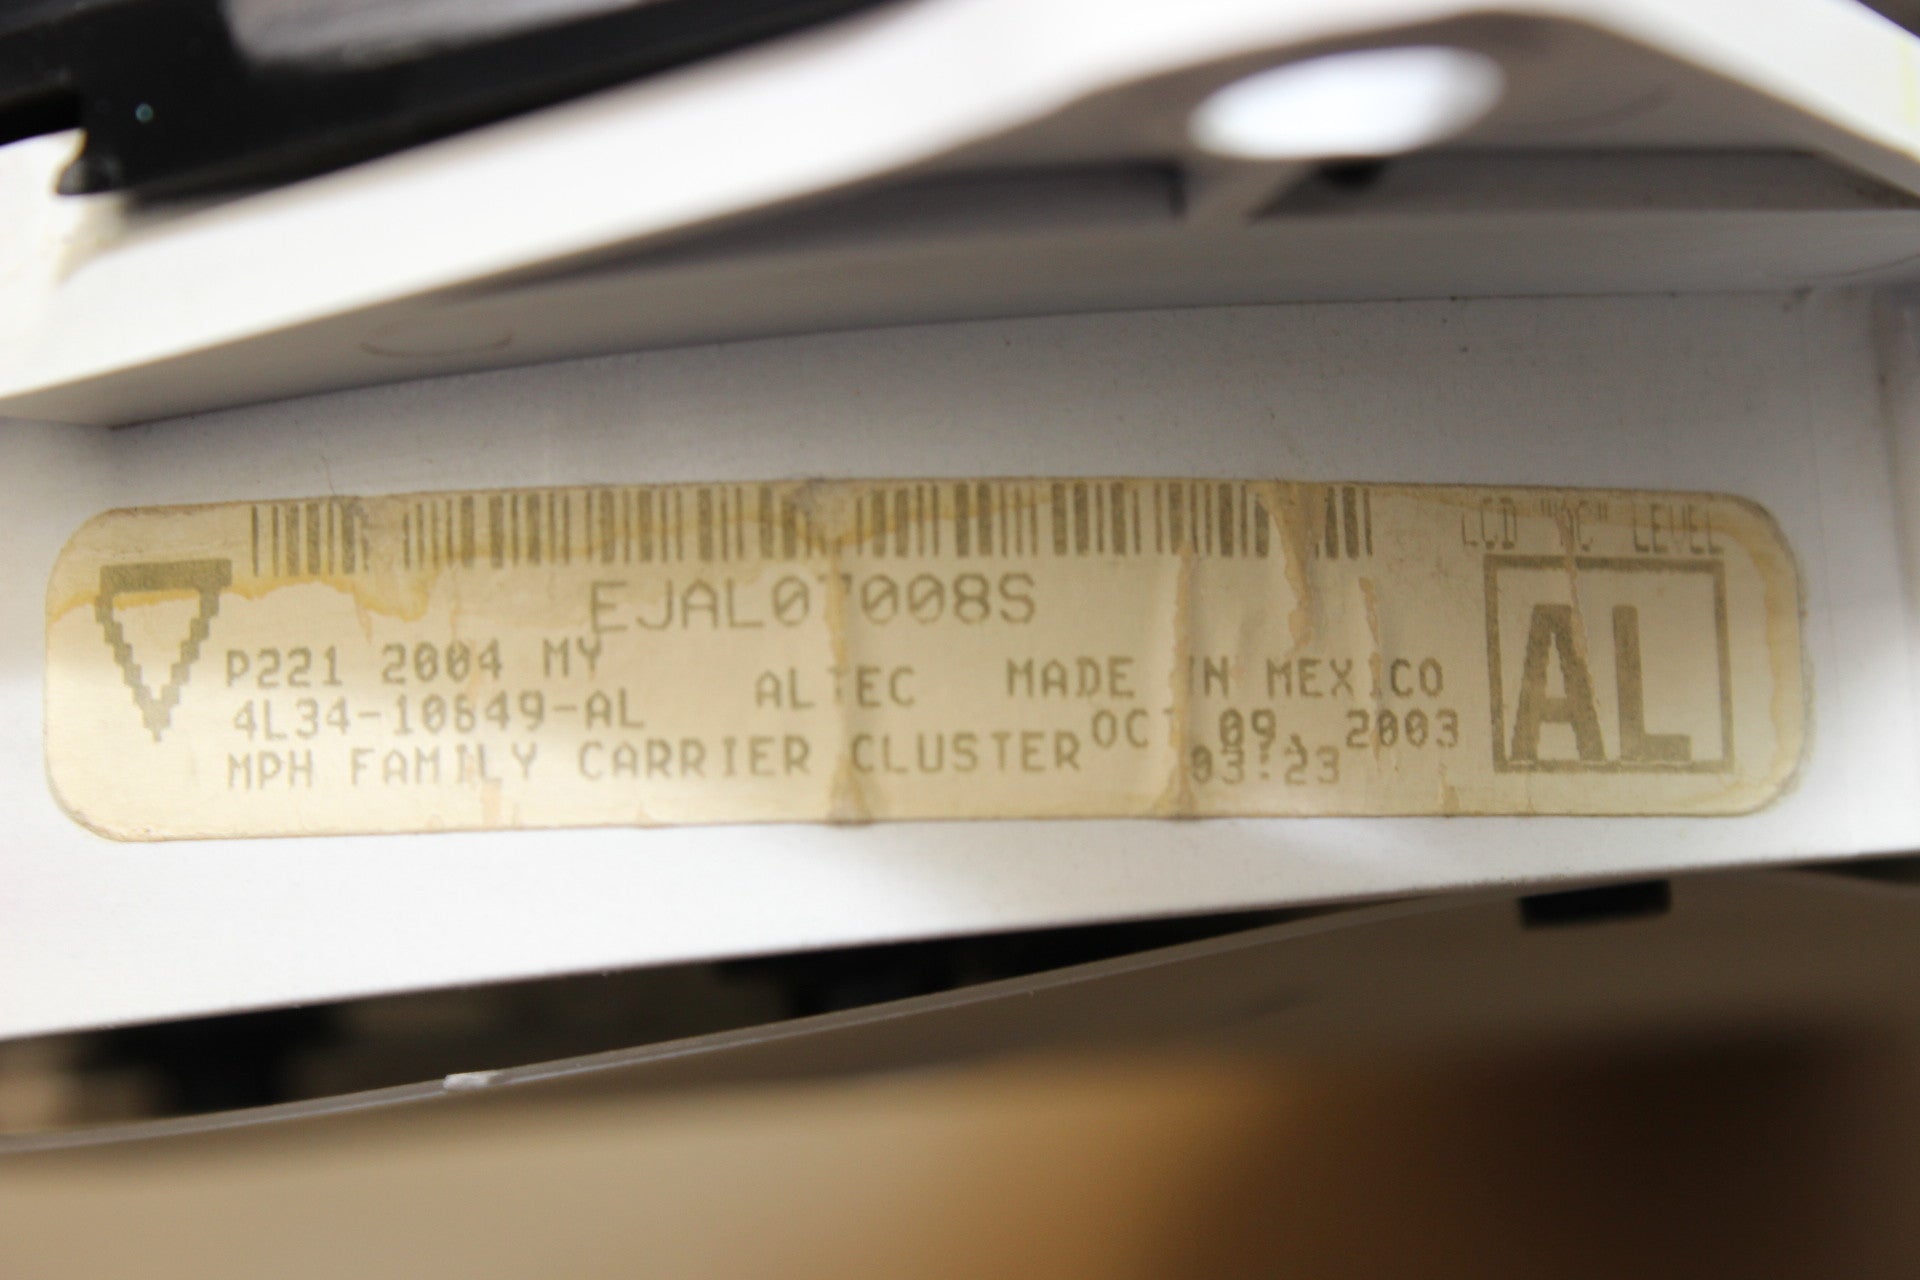 LCD LEVEL
P221 2004 MY
ALTEC
MADE IN MEXICO
4L34-10849-AL
OCT 09, 2003
MPH FAMILY CARRIER CLUSTER
03:23
AL